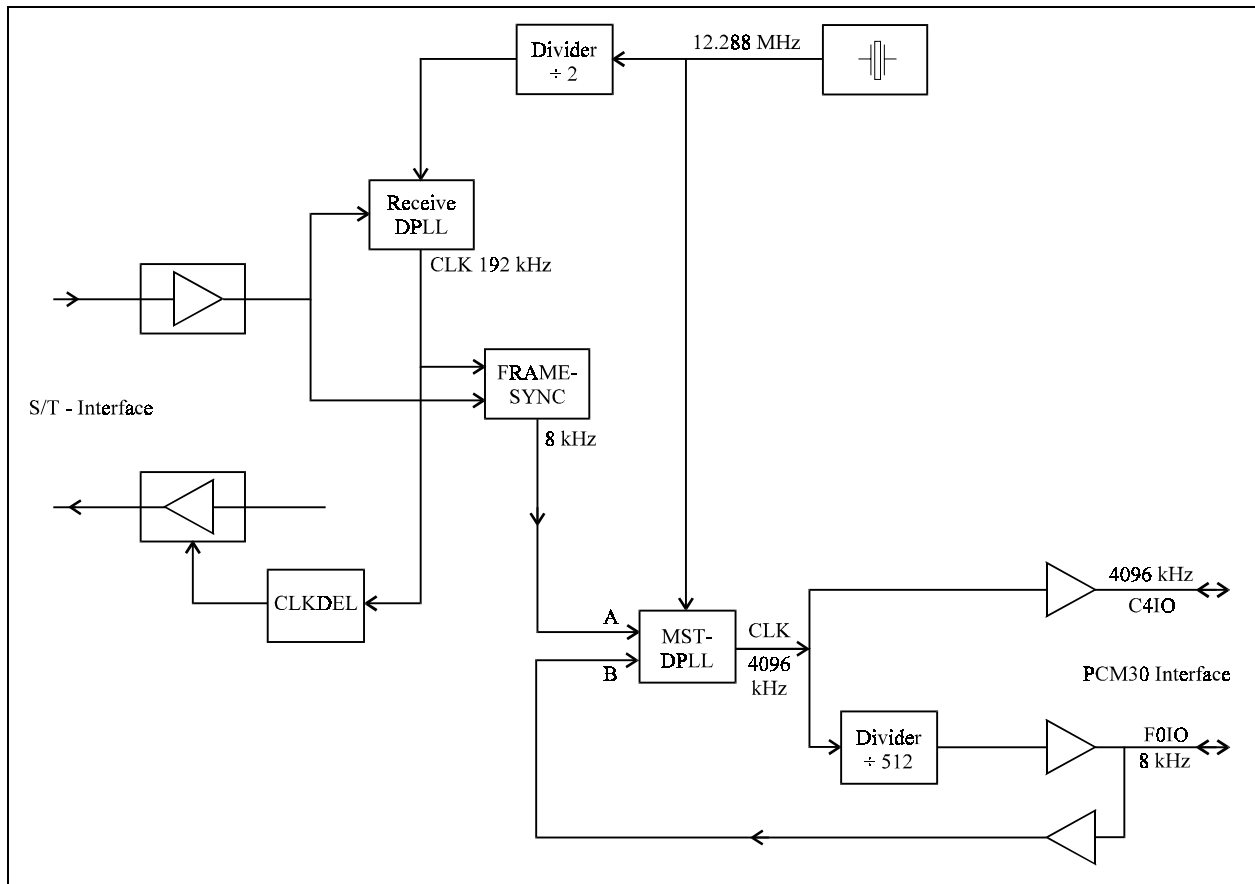 Divider
÷ 2
12.288 MHz
Receive
DPLL
CLK 192 kHz
FRAME-
SYNC
S/T - Interface
8 kHz
CLKDEL
A
B
MST-
DPLL
CLK
4096
kHz
4096 kHz
C4IO
PCM30 Interface
Divider
÷ 512
F0IO
8 kHz